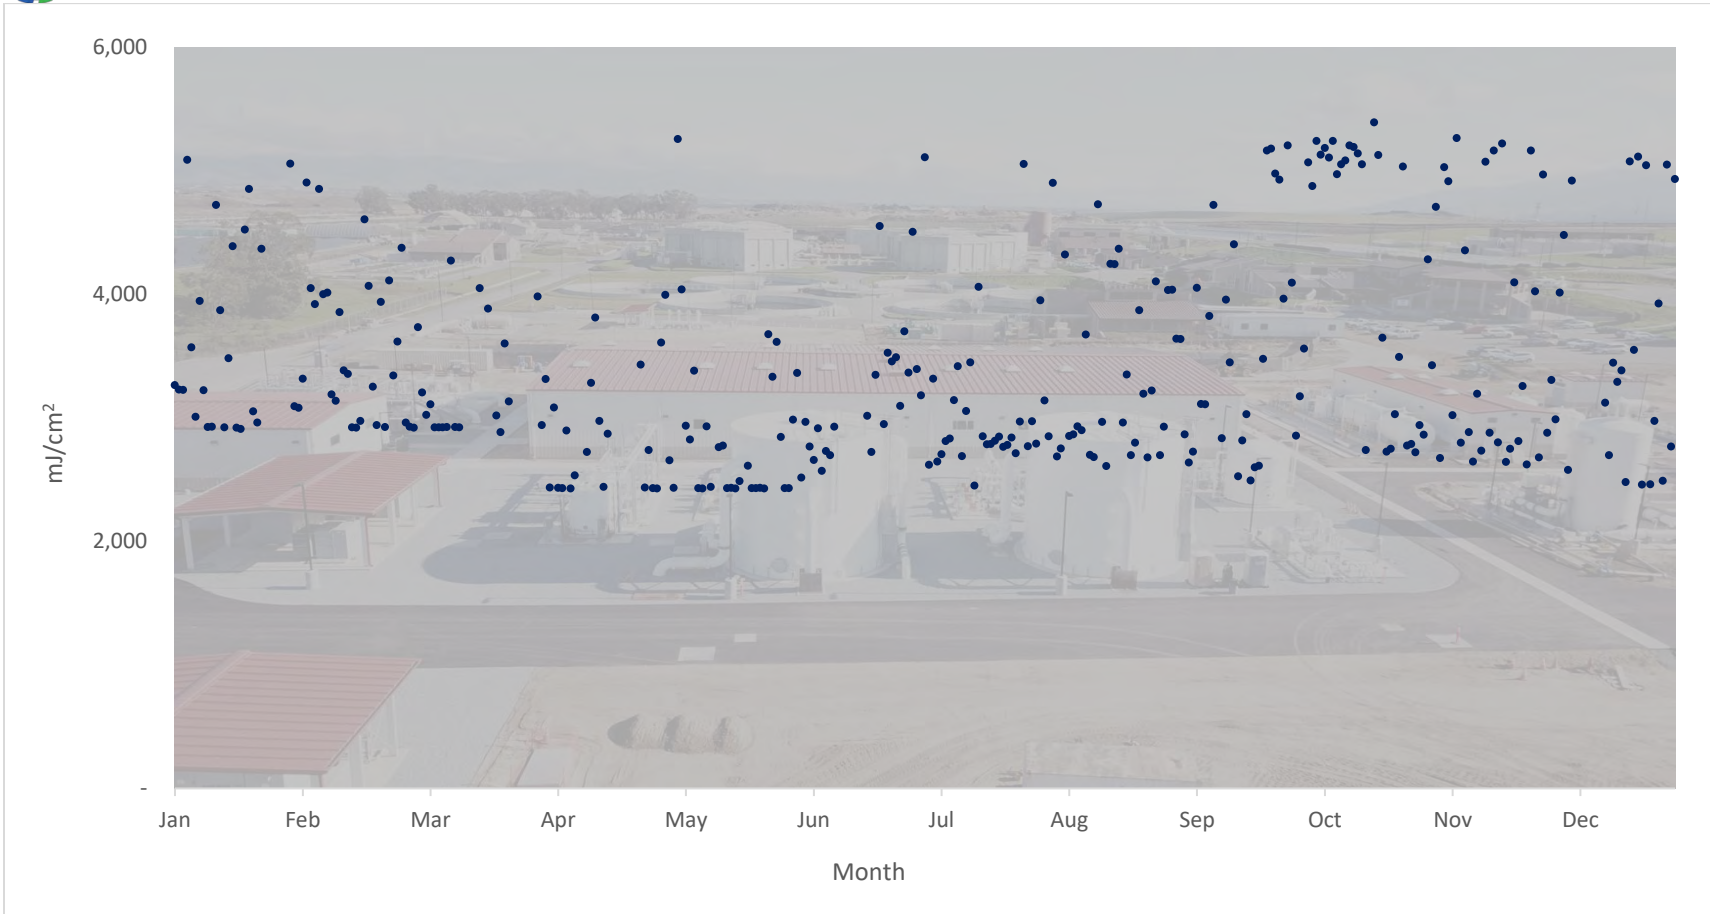 6,000
4,000
2,000
-
mJ/cm²
Jan Feb Mar Apr May Jun Jul Aug Sep Oct Nov Dec
Month